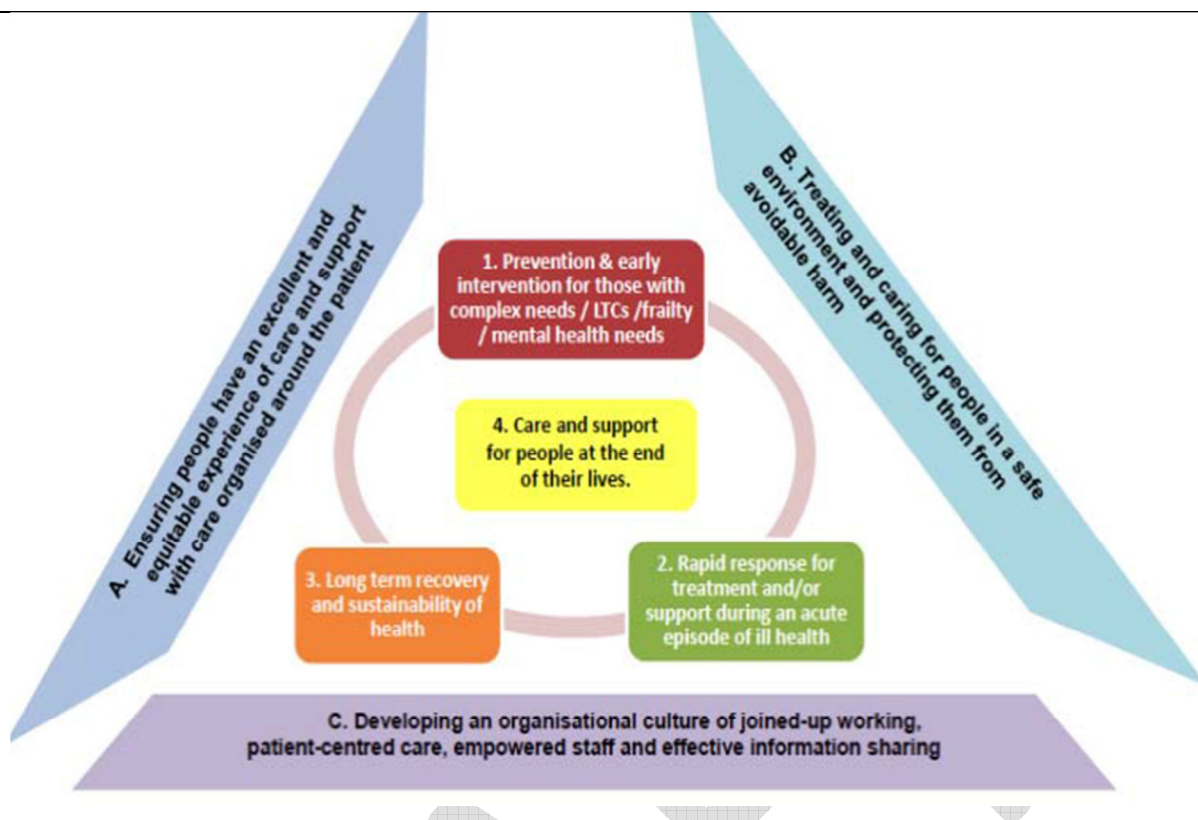 A. Ensuring people have an excellent and
equitable experience of care and support
with care organised around the patient
B. Treating and caring for people in a safe
environment and protecting them from
avoidable harm
1. Prevention & early
intervention for those with
complex needs / LTCs /frailty
/ mental health needs
4. Care and support
for people at the end
of their lives.
3. Long term recovery
and sustainability of
health
2. Rapid response for
treatment and/or
support during an acute
episode of ill health
C. Developing an organisational culture of joined-up working,
patient-centred care, empowered staff and effective information sharing